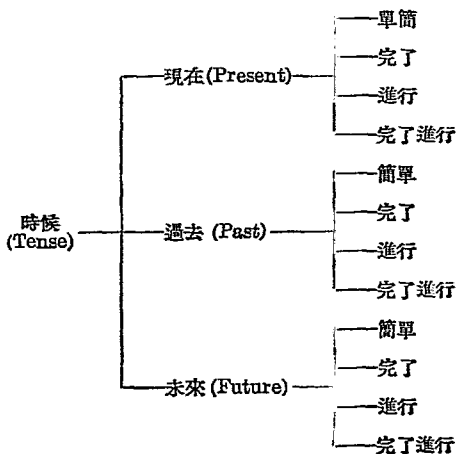 時候
(Tense)
現在(Present)
單簡
完了
進行
完了進行
過去 (Past)
簡單
完了
進行
完了進行
未來 (Future)
簡單
完了
進行
完了進行